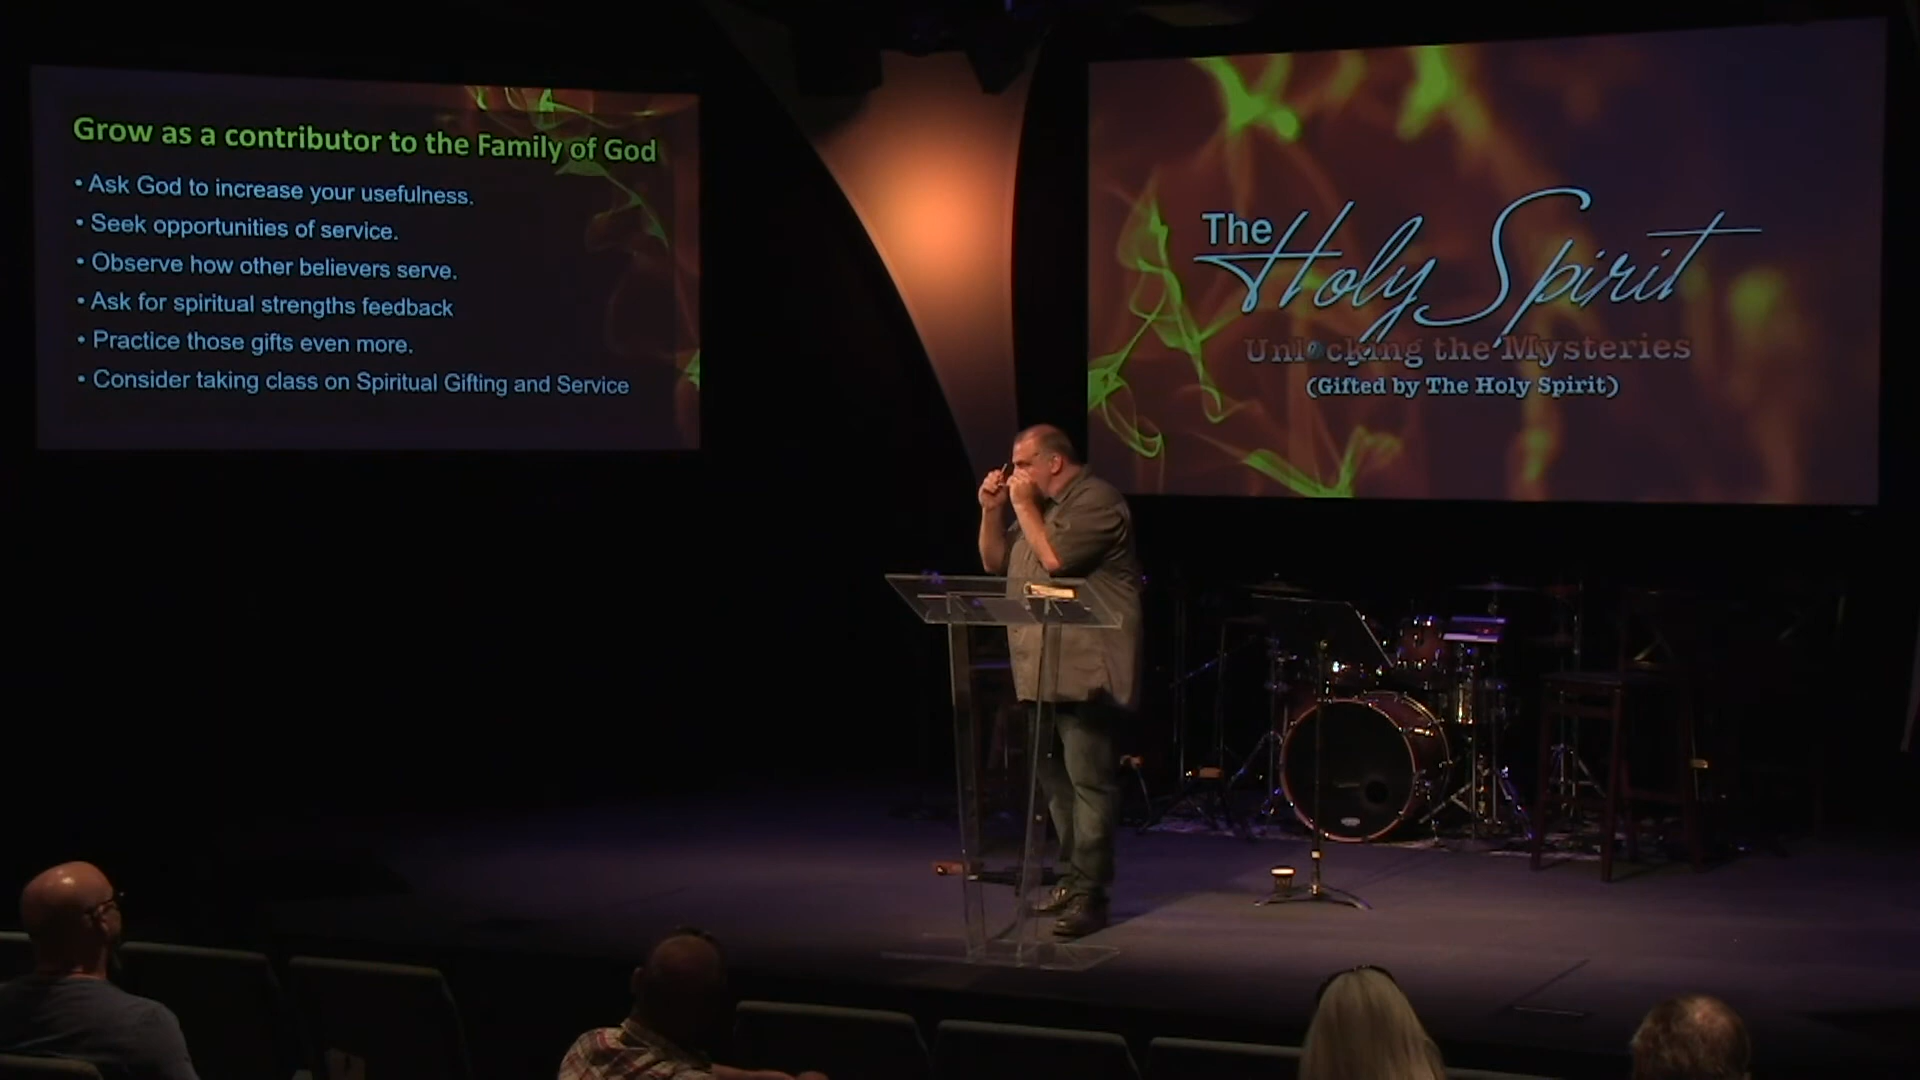 Grow as a contributor to the Family of God
• Ask God to increase your usefulness.
• Seek opportunities of service.
• Observe how other believers serve.
• Ask for spiritual strengths feedback
• Practice those gifts even more.
• Consider taking class on Spiritual Gifting and Service
The Holy Spirit
Unlocking the Mysteries
(Gifted by The Holy Spirit)